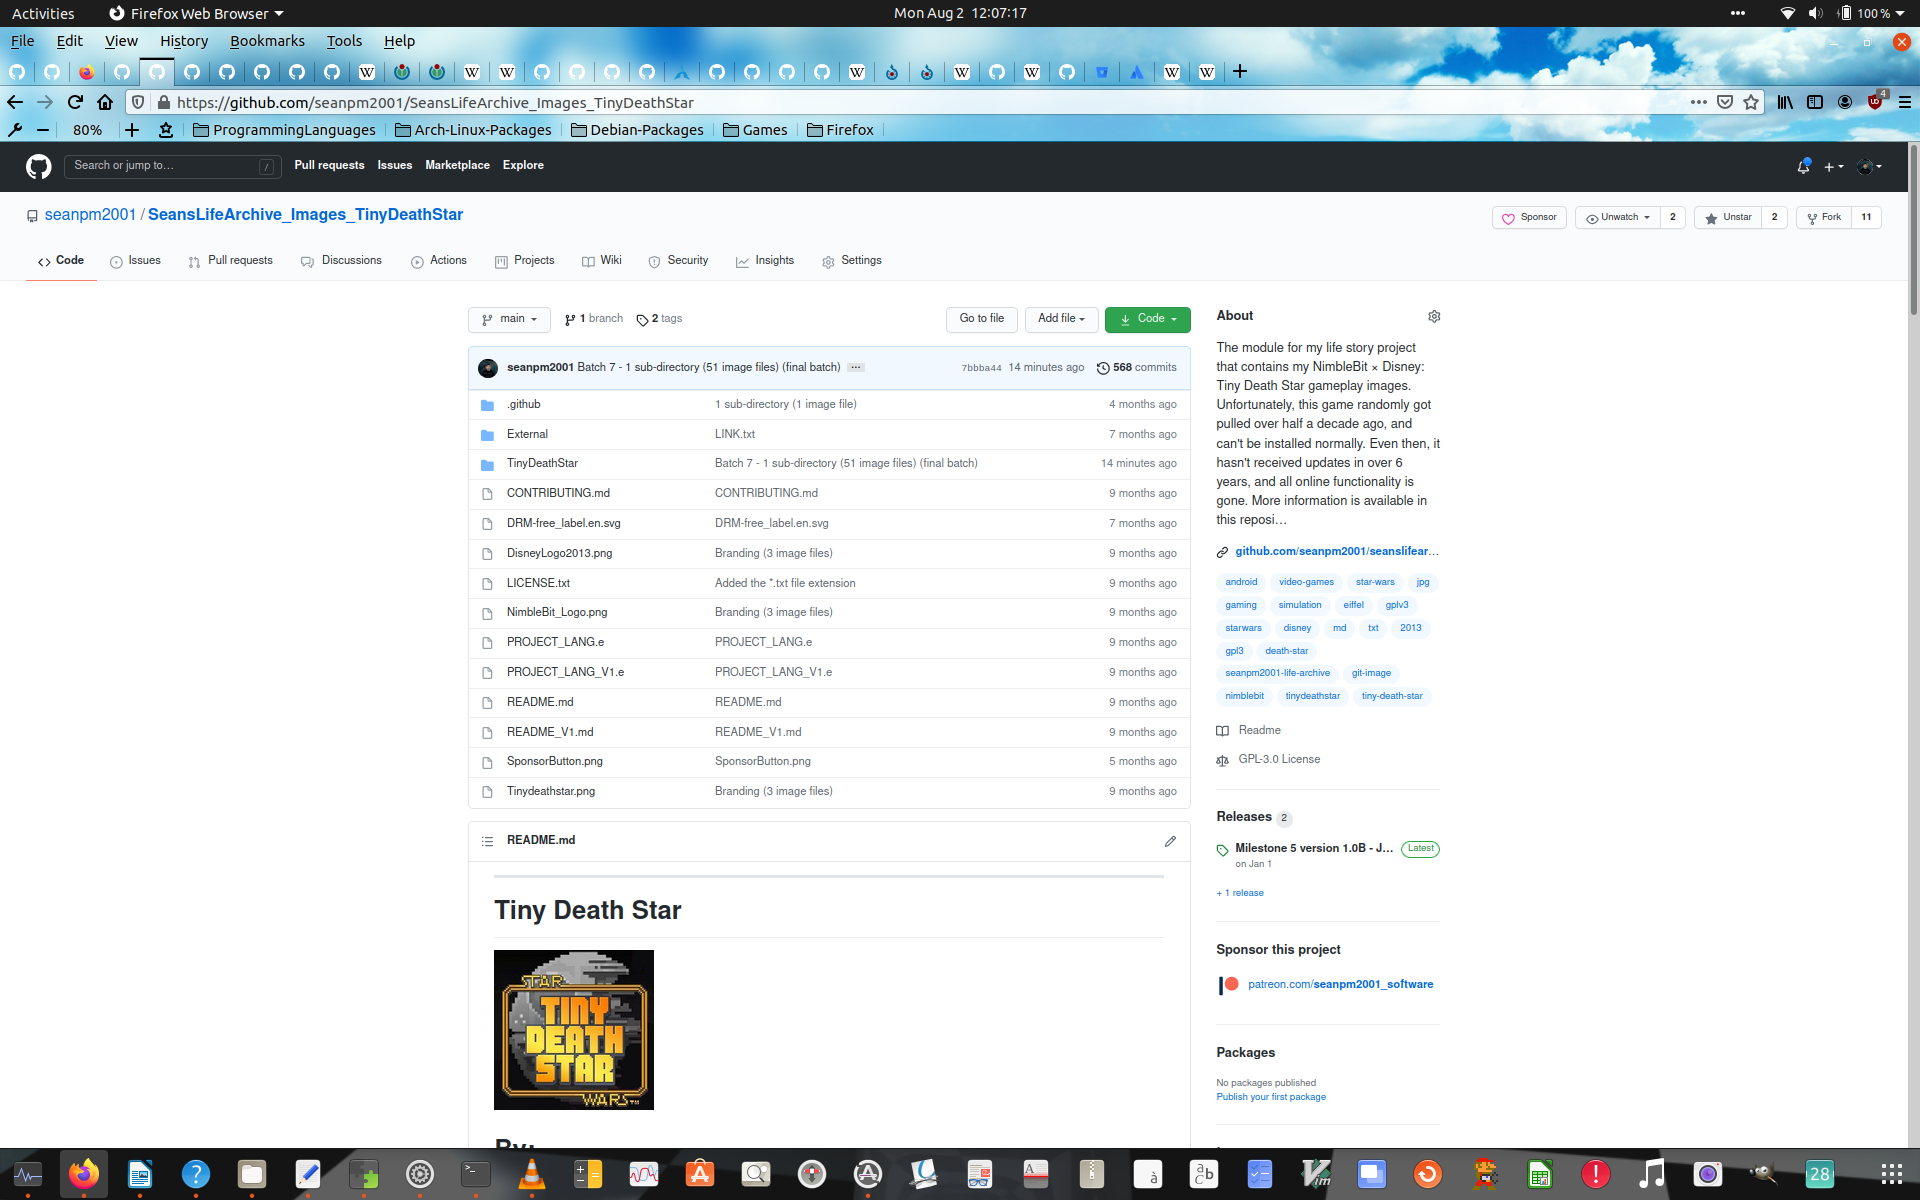 Activities
Firefox Web Browser
Mon Aug 2 12:07:17
100 %
File Edit View History Bookmarks Tools Help
https://github.com/seanpm2001/SeansLifeArchive_Images_TinyDeathStar
4
80%
ProgrammingLanguages
Arch-Linux-Packages
Debian-Packages
Games
Firefox
Search or jump to…
/
Pull requests
Issues
Marketplace
Explore
seanpm2001 / SeansLifeArchive_Images_TinyDeathStar
Sponsor
Unwatch 2
Unstar 2
Fork 11
Code
Issues
Pull requests
Discussions
Actions
Projects
Wiki
Security
Insights
Settings
main
1 branch
2 tags
Go to file
Add file
Code
seanpm2001 Batch 7 - 1 sub-directory (51 image files) (final batch) ...
7bbba44 14 minutes ago
568 commits
.github 1 sub-directory (1 image file) 4 months ago
External LINK.txt 7 months ago
TinyDeathStar Batch 7 - 1 sub-directory (51 image files) (final batch) 14 minutes ago
CONTRIBUTING.md CONTRIBUTING.md 9 months ago
DRM-free_label.en.svg DRM-free_label.en.svg 7 months ago
DisneyLogo2013.png Branding (3 image files) 9 months ago
LICENSE.txt Added the *.txt file extension 9 months ago
NimbleBit_Logo.png Branding (3 image files) 9 months ago
PROJECT_LANG.e PROJECT_LANG.e 9 months ago
PROJECT_LANG_V1.e PROJECT_LANG_V1.e 9 months ago
README.md README.md 9 months ago
README_V1.md README_V1.md 9 months ago
SponsorButton.png SponsorButton.png 5 months ago
Tinydeathstar.png Branding (3 image files) 9 months ago
README.md
Tiny Death Star
STAR
TINY
DEATH
STAR
WARS™
By:
About
The module for my life story project
that contains my NimbleBit × Disney:
Tiny Death Star gameplay images.
Unfortunately, this game randomly got
pulled over half a decade ago, and
can't be installed normally. Even then, it
hasn't received updates in over 6
years, and all online functionality is
gone. More information is available in
this reposi…
github.com/seanpm2001/seanslifear…
android video-games star-wars jpg
gaming simulation eiffel gplv3
starwars disney md txt 2013
gpl3 death-star
seanpm2001-life-archive git-image
nimblebit tinydeathstar tiny-death-star
Readme
GPL-3.0 License
Releases 2
Milestone 5 version 1.0B - J… Latest
on Jan 1
+ 1 release
Sponsor this project
patreon.com/seanpm2001_software
Packages
No packages published
Publish your first package
28